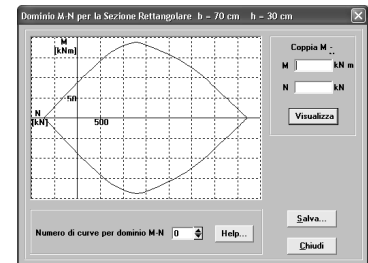 Dominio M-N per la Sezione Rettangolare b = 70 cm h = 30 cm
M
[kNm]
50
N
[kN]
500
Coppia M -
M kN m
N kN
Visualizza
Numero di curve per dominio M-N 0 Help...
Salva...
Chiudi